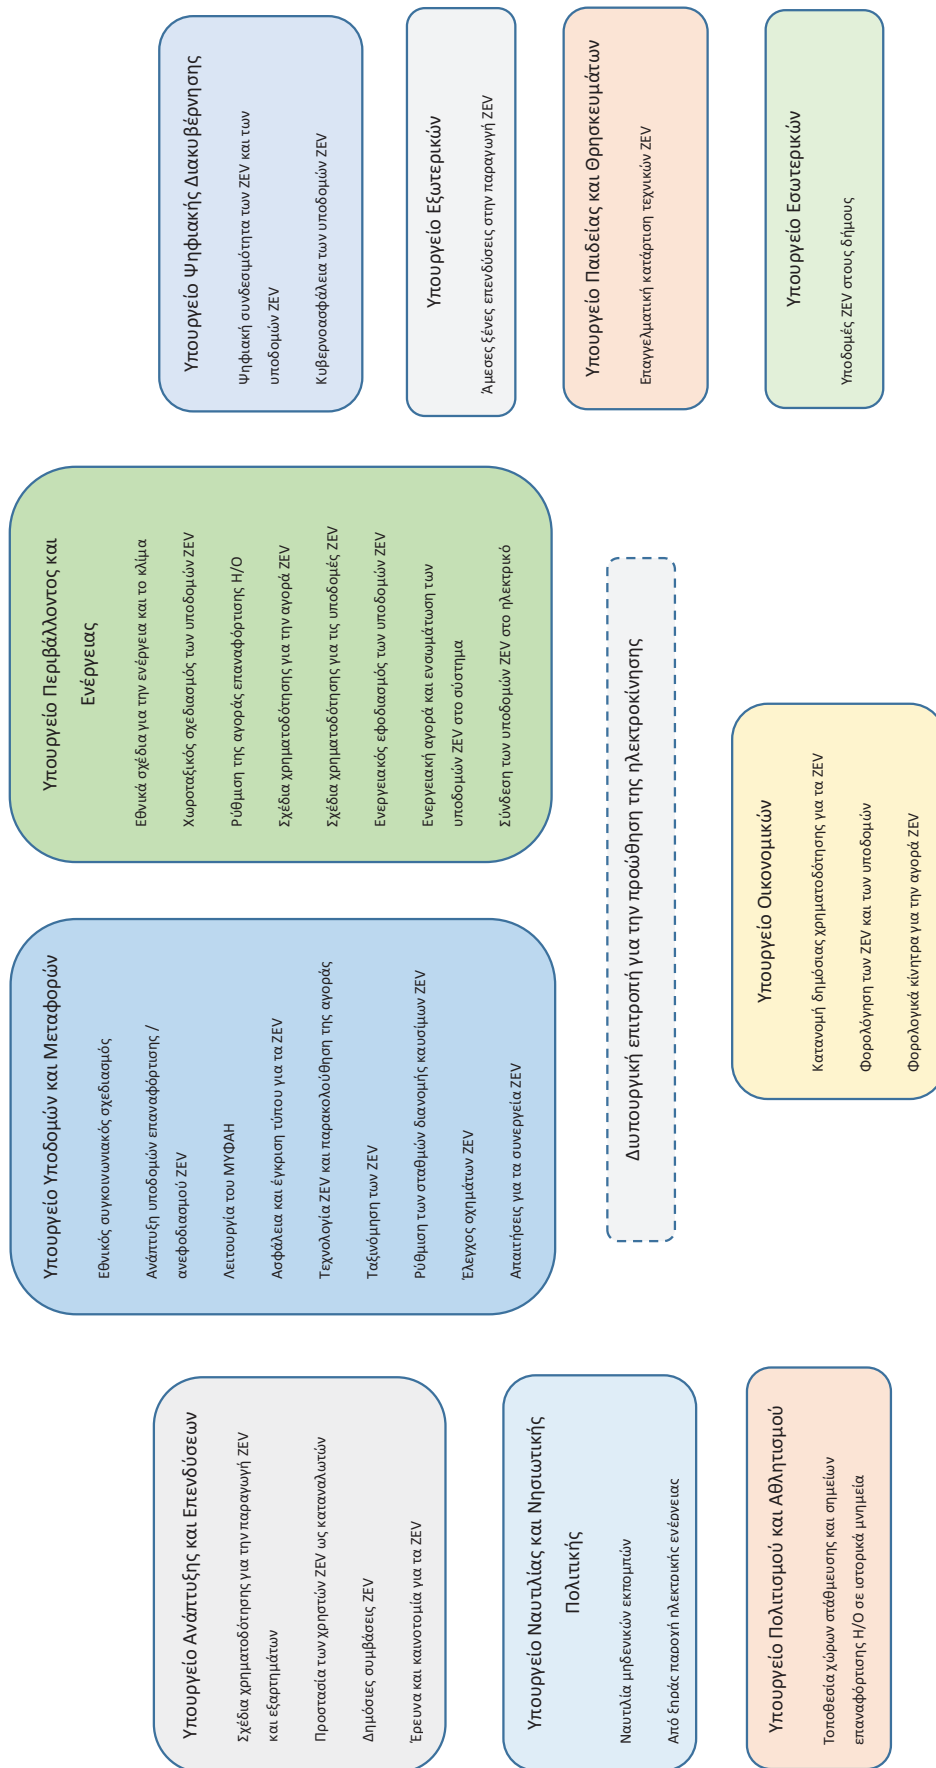 Υπουργείο Ανάπτυξης και Επενδύσεων
Σχέδια χρηματοδότησης για την παραγωγή ZEV
και εξαρτημάτων
Προστασία των χρηστών ZEV ως καταναλωτών
Δημόσιες συμβάσεις ZEV
Έρευνα και καινοτομία για τα ZEV
Υπουργείο Υποδομών και Μεταφορών
Εθνικός συγκοινωνιακός σχεδιασμός
Ανάπτυξη υποδομών επαναφόρτισης /
ανεφοδιασμού ZEV
Λειτουργία του ΜΥΦΑΗ
Ασφάλεια και έγκριση τύπου για τα ZEV
Τεχνολογία ZEV και παρακολούθηση της αγοράς
Ταξινόμηση των ZEV
Ρύθμιση των σταθμών διανομής καυσίμων ZEV
Έλεγχος οχημάτων ZEV
Απαιτήσεις για τα συνεργεία ZEV
Υπουργείο Περιβάλλοντος και
Ενέργειας
Εθνικά σχέδια για την ενέργεια και το κλίμα
Χωροταξικός σχεδιασμός των υποδομών ZEV
Ρύθμιση της αγοράς επαναφόρτισης Η/Ο
Σχέδια χρηματοδότησης για την αγορά ZEV
Σχέδια χρηματοδότησης για τις υποδομές ZEV
Ενεργειακός εφοδιασμός των υποδομών ZEV
Ενεργειακή αγορά και ενσωμάτωση των
υποδομών ZEV στο σύστημα
Σύνδεση των υποδομών ZEV στο ηλεκτρικό
Υπουργείο Ψηφιακής Διακυβέρνησης
Ψηφιακή συνδεσιμότητα των ZEV και των
υποδομών ZEV
Κυβερνοασφάλεια των υποδομών ZEV
Υπουργείο Εξωτερικών
Άμεσες ξένες επενδύσεις στην παραγωγή ZEV
Υπουργείο Ναυτιλίας και Νησιωτικής
Πολιτικής
Ναυτιλία μηδενικών εκπομπών
Από ξηράς παροχή ηλεκτρικής ενέργειας
Διυπουργική επιτροπή για την προώθηση της ηλεκτροκίνησης
Υπουργείο Παιδείας και Θρησκευμάτων
Επαγγελματική κατάρτιση τεχνικών ZEV
Υπουργείο Πολιτισμού και Αθλητισμού
Τοποθεσία χώρων στάθμευσης και σημείων
επαναφόρτισης Η/Ο σε ιστορικά μνημεία
Υπουργείο Οικονομικών
Κατανομή δημόσιας χρηματοδότησης για τα ZEV
Φορολόγηση των ZEV και των υποδομών
Φορολογικά κίνητρα για την αγορά ZEV
Υπουργείο Εσωτερικών
Υποδομές ZEV στους δήμους